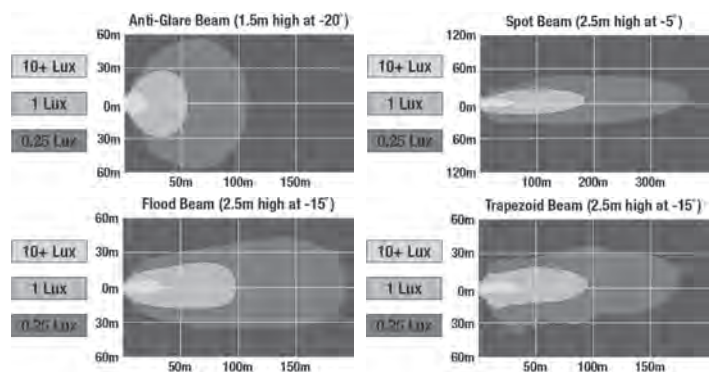 Anti-Glare Beam (1.5m high at -20°)
60m
30m
0m
30m
60m
10+ Lux
1 Lux
0.25 Lux
50m 100m 150m
Spot Beam (2.5m high at -5°)
120m
60m
0m
60m
120m
10+ Lux
1 Lux
0.25 Lux
100m 200m 300m
Flood Beam (2.5m high at -15°)
60m
30m
0m
30m
60m
10+ Lux
1 Lux
0.25 Lux
50m 100m 150m
Trapezoid Beam (2.5m high at -15°)
60m
30m
0m
30m
60m
10+ Lux
1 Lux
0.25 Lux
50m 100m 150m